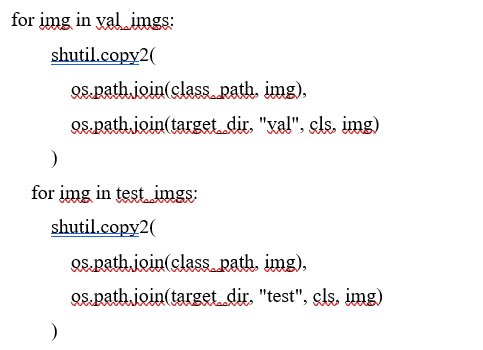 for img in val_imgs:
shutil.copy2(
os.path.join(class_path, img),
os.path.join(target_dir, "val", cls, img)
)
for img in test_imgs:
shutil.copy2(
os.path.join(class_path, img),
os.path.join(target_dir, "test", cls, img)
)